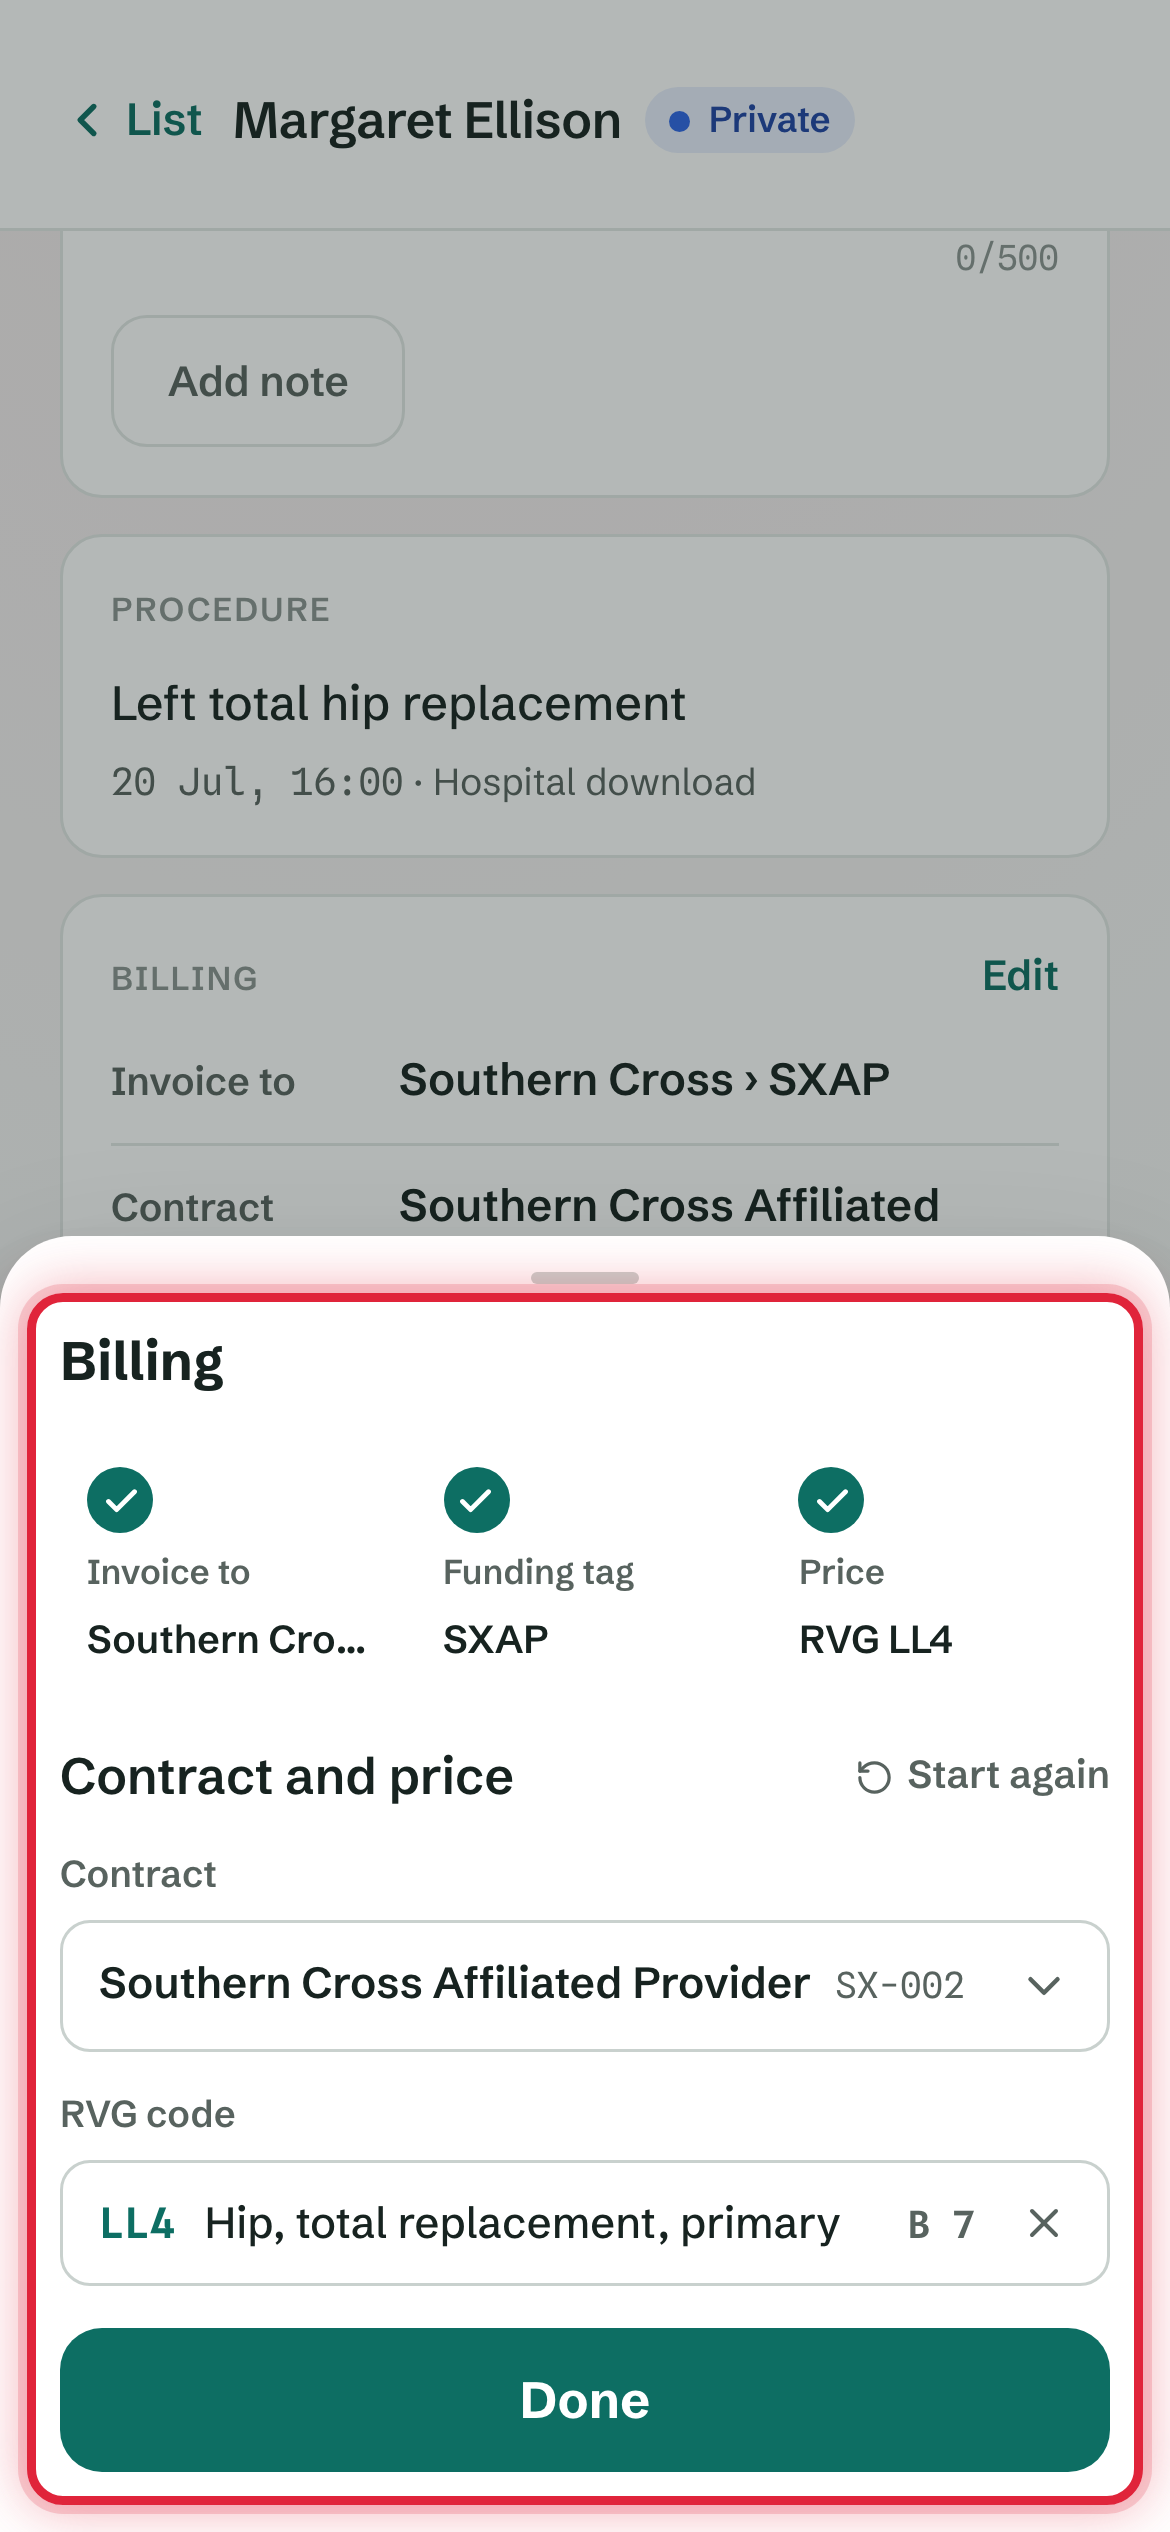 List Margaret Ellison Private
0/500
Add note
PROCEDURE
Left total hip replacement
20 Jul, 16:00 · Hospital download
BILLING Edit
Invoice to Southern Cross › SXAP
Contract Southern Cross Affiliated
Billing
Invoice to Funding tag Price
Southern Cro... SXAP RVG LL4
Contract and price Start again
Contract
Southern Cross Affiliated Provider SX-002
RVG code
LL4 Hip, total replacement, primary B 7
Done